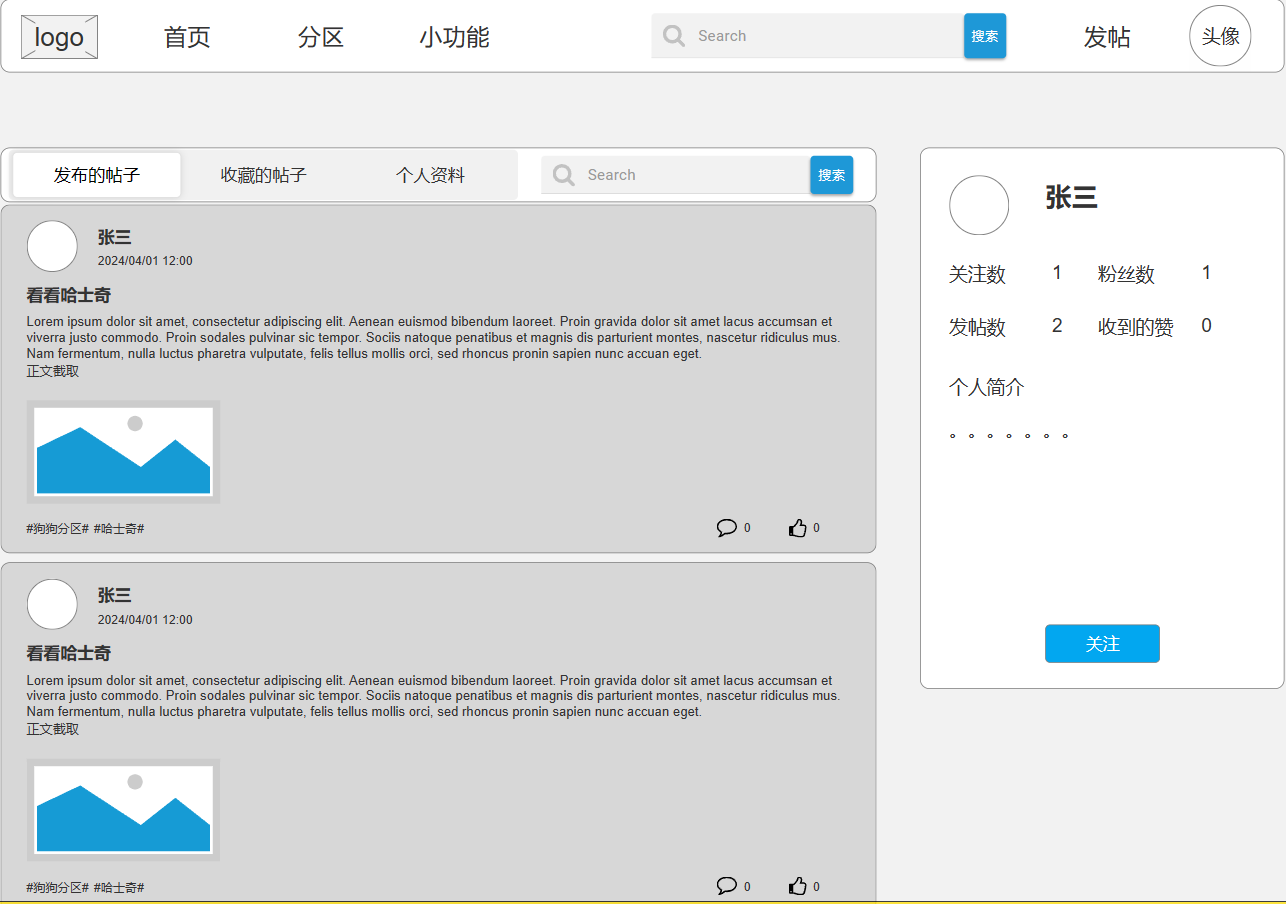 logo 首页 分区 小功能 Search 搜索 发帖 头像
发布的帖子 收藏的帖子 个人资料 Search 搜索
张三
2024/04/01 12:00
看看哈士奇
Lorem ipsum dolor sit amet, consectetur adipiscing elit. Aenean euismod bibendum laoreet. Proin gravida dolor sit amet lacus accumsan et
viverra justo commodo. Proin sodales pulvinar sic tempor. Sociis natoque penatibus et magnis dis parturient montes, nascetur ridiculus mus.
Nam fermentum, nulla luctus pharetra vulputate, felis tellus mollis orci, sed rhoncus pronin sapien nunc accuan eget.
正文截取
#狗狗分区# #哈士奇# 0 0
张三
2024/04/01 12:00
看看哈士奇
Lorem ipsum dolor sit amet, consectetur adipiscing elit. Aenean euismod bibendum laoreet. Proin gravida dolor sit amet lacus accumsan et
viverra justo commodo. Proin sodales pulvinar sic tempor. Sociis natoque penatibus et magnis dis parturient montes, nascetur ridiculus mus.
Nam fermentum, nulla luctus pharetra vulputate, felis tellus mollis orci, sed rhoncus pronin sapien nunc accuan eget.
正文截取
#狗狗分区# #哈士奇# 0 0
张三
关注数 1 粉丝数 1
发帖数 2 收到的赞 0
个人简介
。。。。。。。
关注